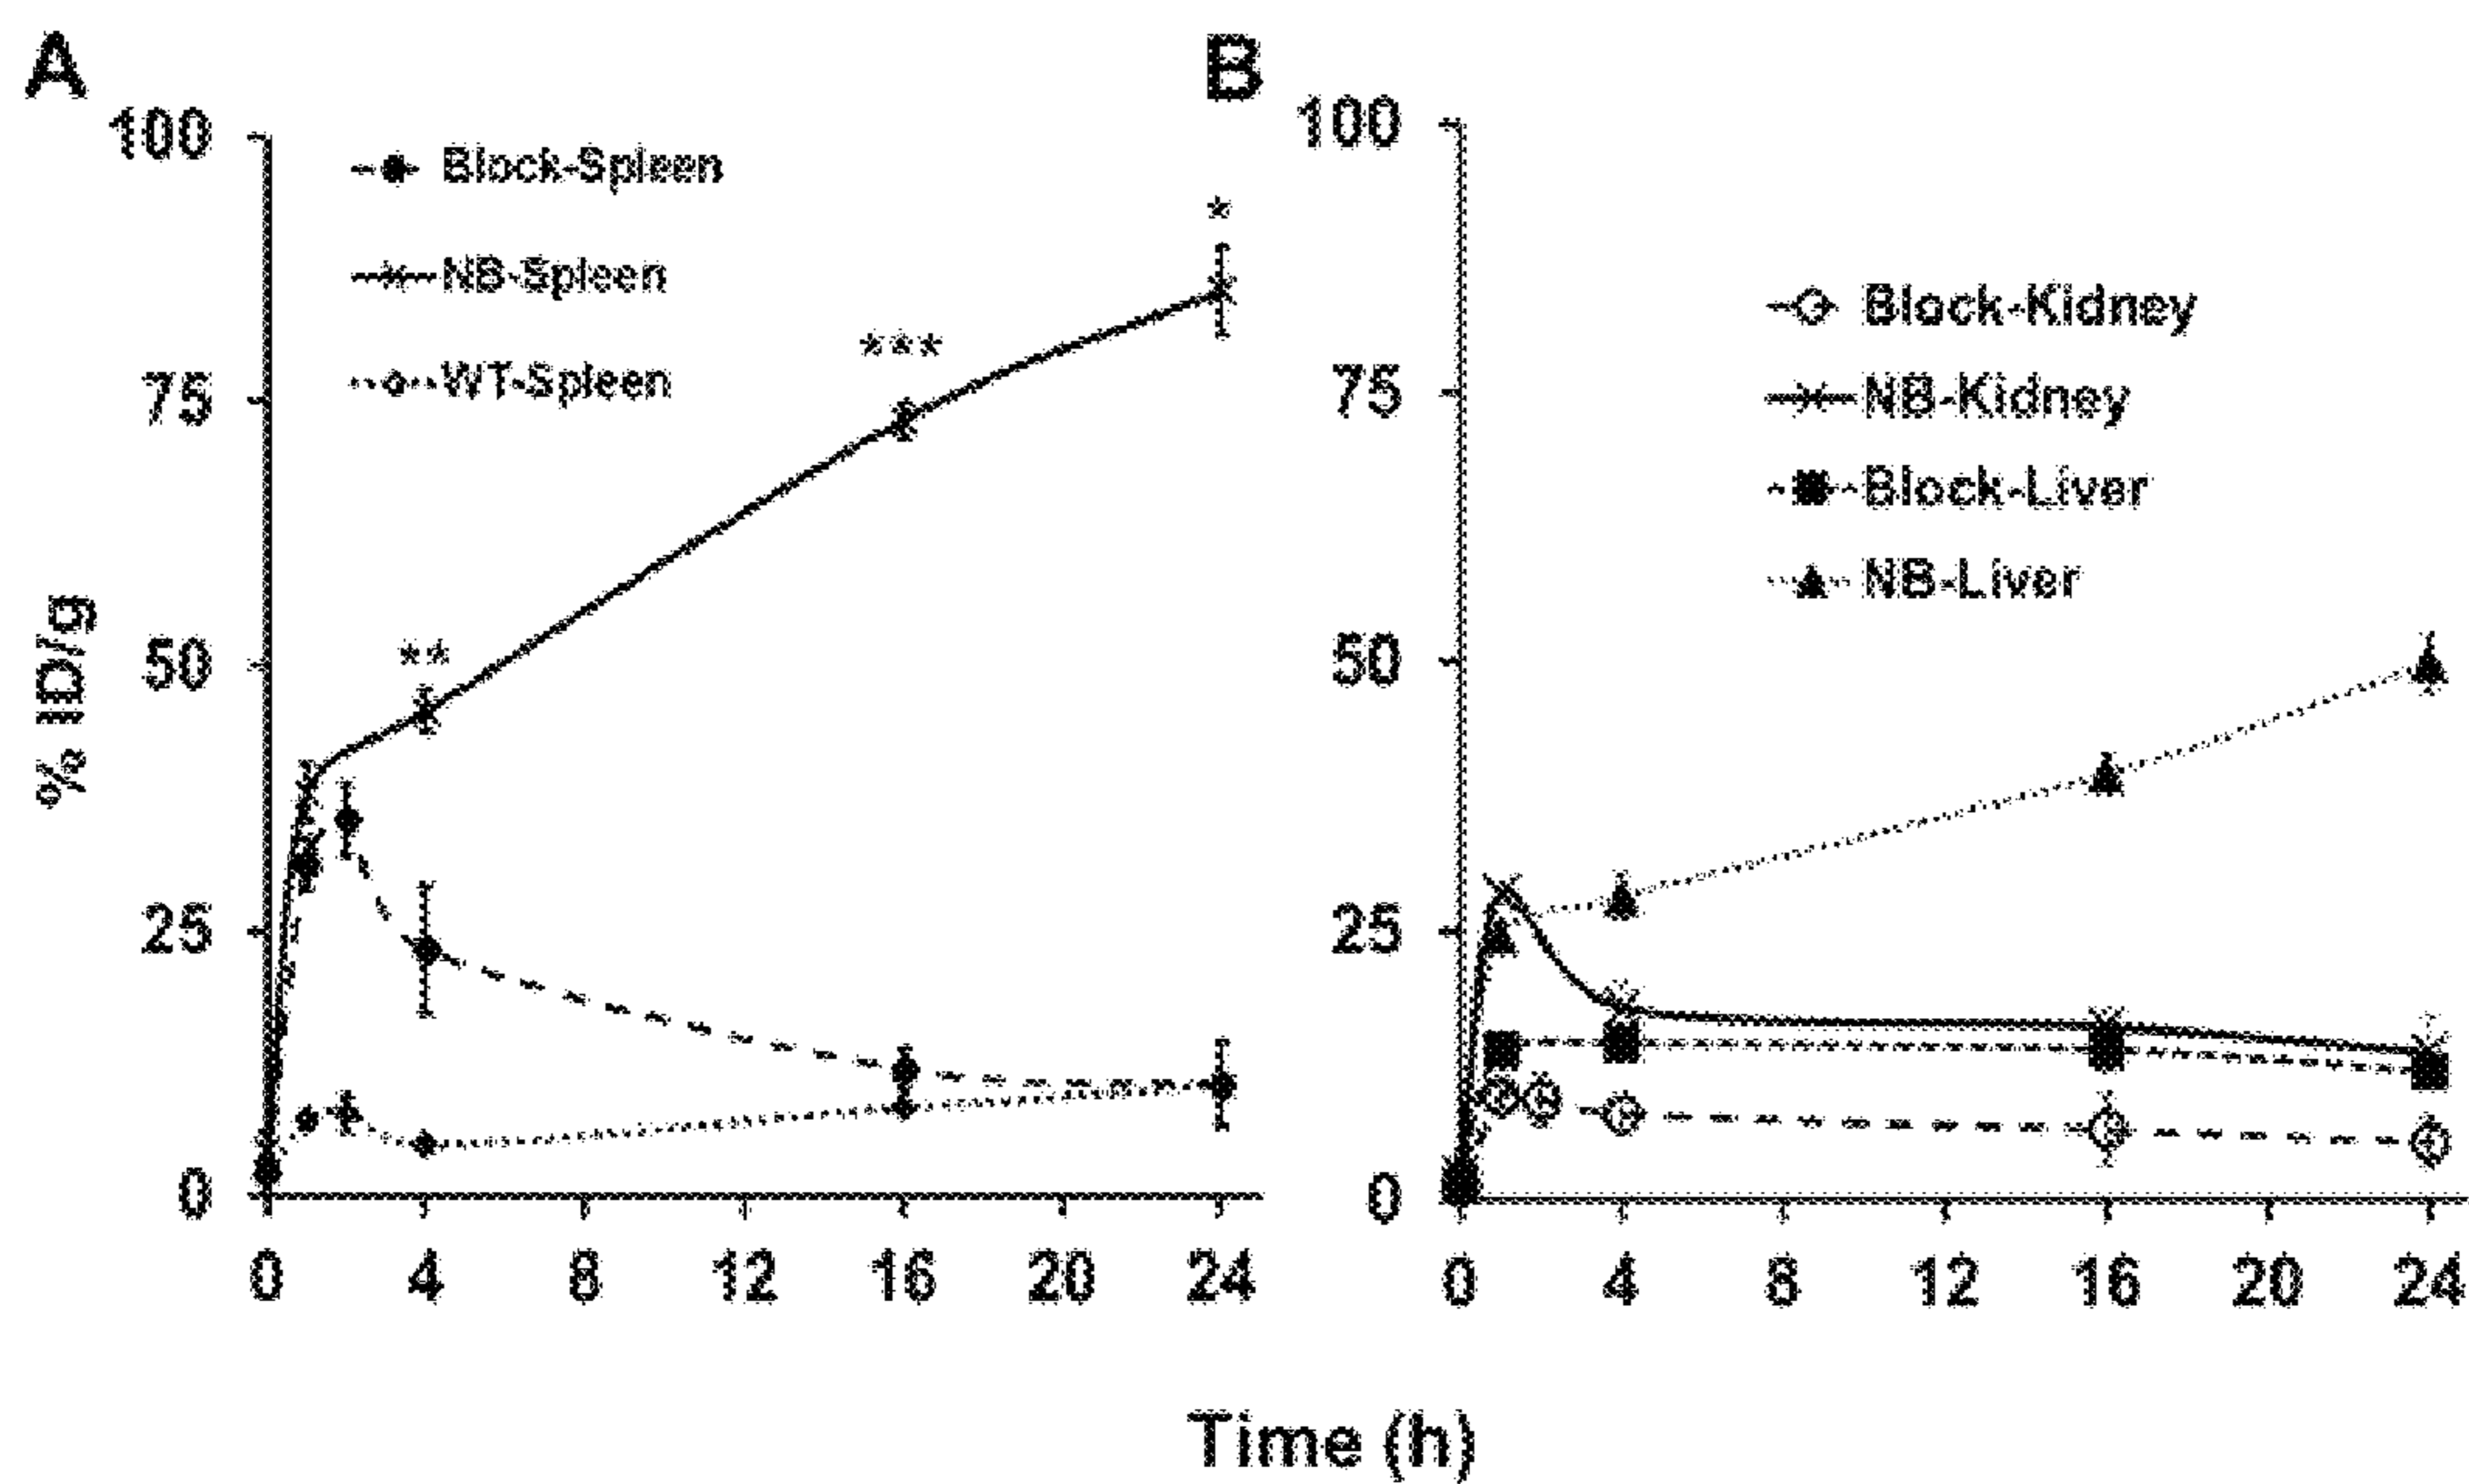 A
100
75
50
25
0
% ID/g
Block-Spleen
NB-Spleen
WT-Spleen
**
***
*
0 4 8 12 16 20 24
B
100
75
50
25
0
Block-Kidney
NB-Kidney
Block-Liver
NB-Liver
0 4 8 12 16 20 24
Time (h)